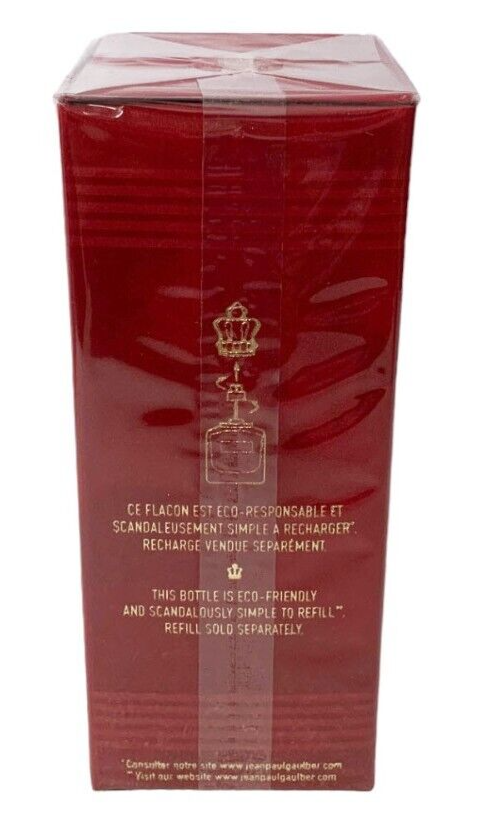 CE FLACON EST ECO-RESPONSABLE ET
SCANDALEUSEMENT SIMPLE A RECHARGER*.
RECHARGE VENDUE SEPARÉMENT.
THIS BOTTLE IS ECO-FRIENDLY
AND SCANDALOUSLY SIMPLE TO REFILL**.
REFILL SOLD SEPARATELY.
*Consulter notre site www.jeanpaulgaultier.com
** Visit our website www.jeanpaulgaultier.com